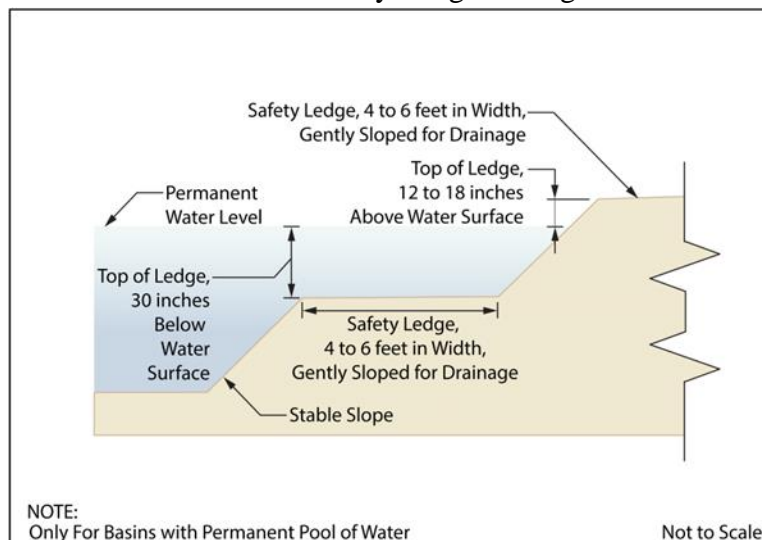 Safety Ledge, 4 to 6 feet in Width,
Gently Sloped for Drainage
Top of Ledge,
12 to 18 inches
Above Water Surface
Permanent
Water Level
Top of Ledge,
30 inches
Below
Water
Surface
Safety Ledge,
4 to 6 feet in Width,
Gently Sloped for Drainage
Stable Slope
NOTE:
Only For Basins with Permanent Pool of Water
Not to Scale